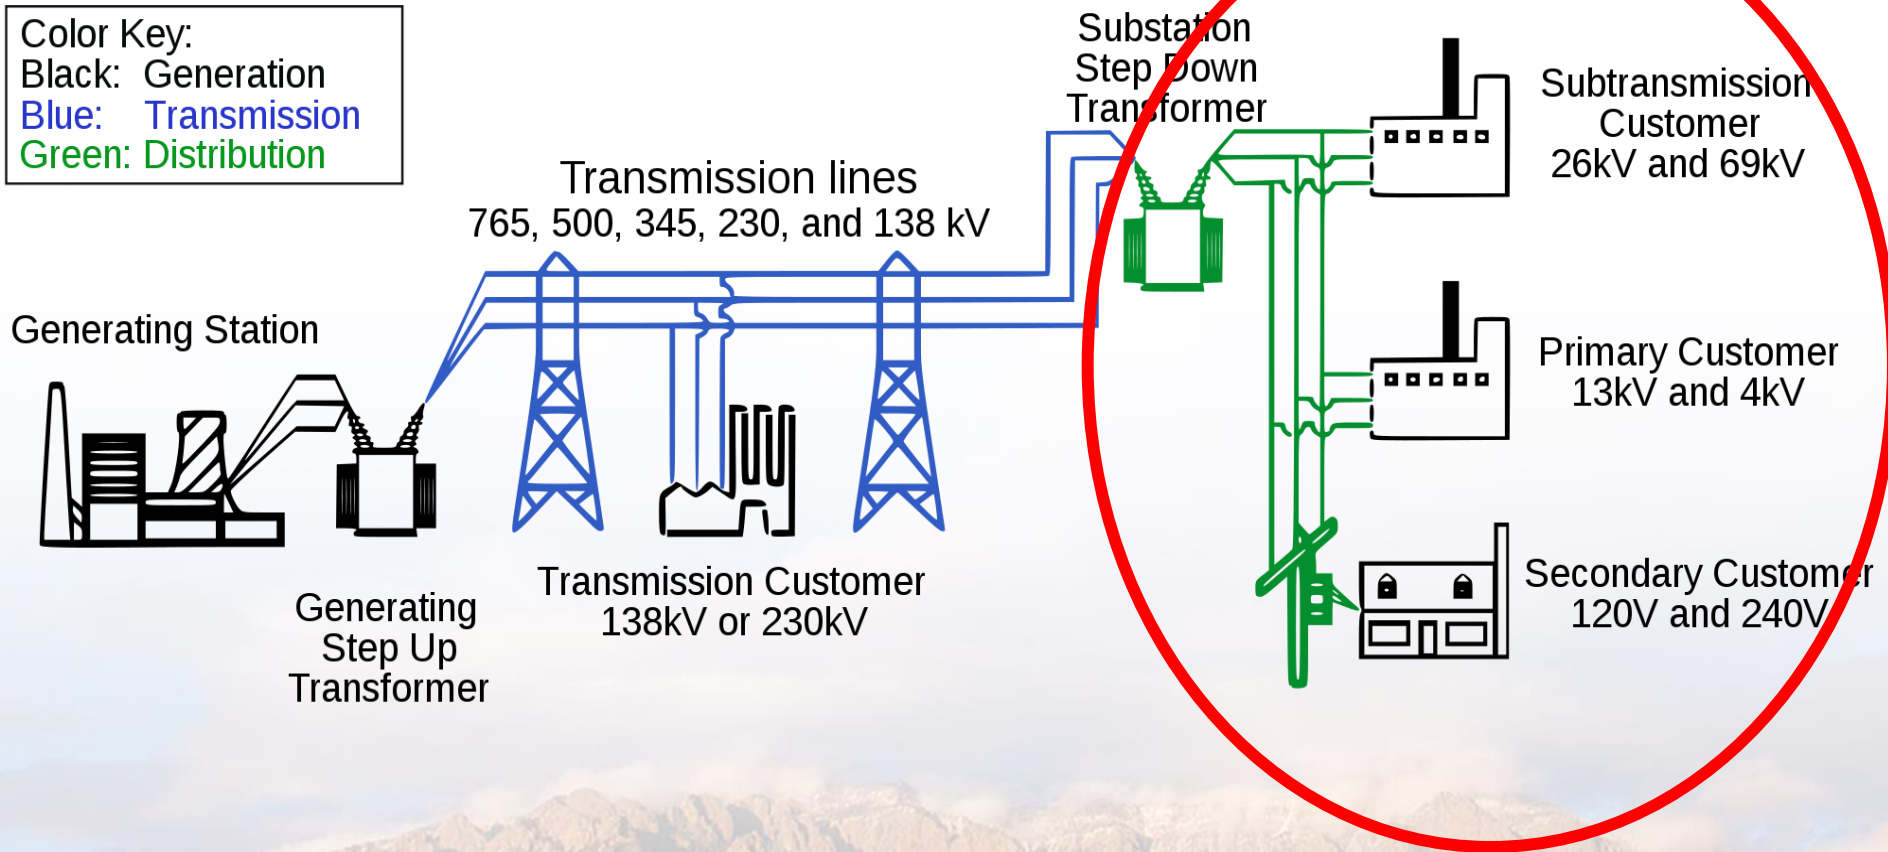 Color Key:
Black: Generation
Blue: Transmission
Green: Distribution
Substation
Step Down
Transformer
Subtransmission
Customer
26kV and 69kV
Transmission lines
765, 500, 345, 230, and 138 kV
Generating Station
Primary Customer
13kV and 4kV
Transmission Customer
138kV or 230kV
Secondary Customer
120V and 240V
Generating
Step Up
Transformer